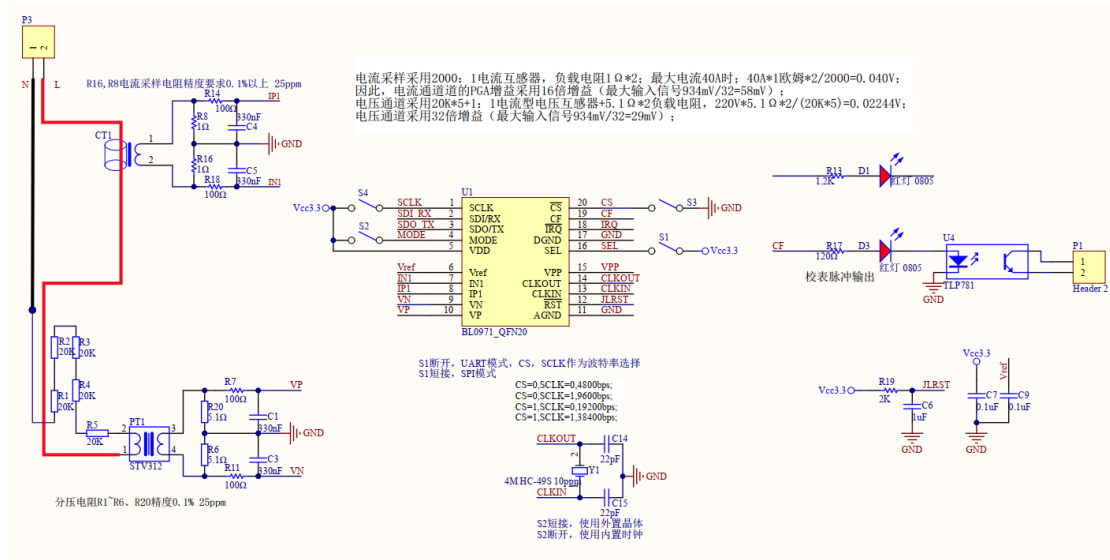 P3
1
2
N
L
R16,R8电流采样电阻精度要求0.1%以上 25ppm
CT1
1
2
R14
100Ω
IP1
R8
1Ω
330nF
C4
GND
R16
1Ω
C5
330nF
R18
100Ω
IN1
电流采样采用2000：1电流互感器，负载电阻1Ω*2；最大电流40A时；40A*1欧姆*2/2000=0.040V；
因此，电流通道道的PGA增益采用16倍增益（最大输入信号934mV/32=58mV）；
电压通道采用20K*5+1：1电流型电压互感器+5.1Ω*2负载电阻，220V*5.1Ω*2/(20K*5)=0.02244V；
电压通道采用32倍增益（最大输入信号934mV/32=29mV）；
Vcc3.3
S4
S2
U1
SCLK 1 SCLK
SDI_RX 2 SDI/RX
SDO_TX 3 SDO/TX
MODE 4 MODE
5 VDD
Vref 6 Vref
IN1 7 IN1
IP1 8 IP1
VN 9 VN
VP 10 VP
CS 20 CS
CF 19 CF
IRQ 18 IRQ
DGND 17 GND
SEL 16 SEL
VPP 15 VPP
CLKOUT 14 CLKOUT
CLKIN 13 CLKIN
RST 12 JLRST
AGND 11 GND
BL0971_QFN20
S3
GND
S1
Vcc3.3
R13
1.2K
D1
红灯 0805
CF
R17
120Ω
D3
红灯 0805
校表脉冲输出
U4
TLP781
GND
P1
1
2
Header 2
R2
20K
R3
20K
R1
20K
R4
20K
R5
20K
PT1
2
1
3
4
STV312
R7
100Ω
VP
R20
5.1Ω
C1
330nF
GND
R6
5.1Ω
C3
330nF
R11
100Ω
VN
分压电阻R1~R6、R20精度0.1% 25ppm
S1断开，UART模式，CS，SCLK作为波特率选择
S1短接，SPI模式
CS=0,SCLK=0,4800bps;
CS=0,SCLK=1,9600bps;
CS=1,SCLK=0,19200bps;
CS=1,SCLK=1,38400bps;
CLKOUT
C14
22pF
2
Y1
4M HC-49S 10ppm
GND
CLKIN
C15
22pF
S2短接，使用外置晶体
S2断开，使用内置时钟
Vcc3.3
R19
2K
JLRST
C6
1uF
GND
Vcc3.3
Vref
C7
0.1uF
C9
0.1uF
GND